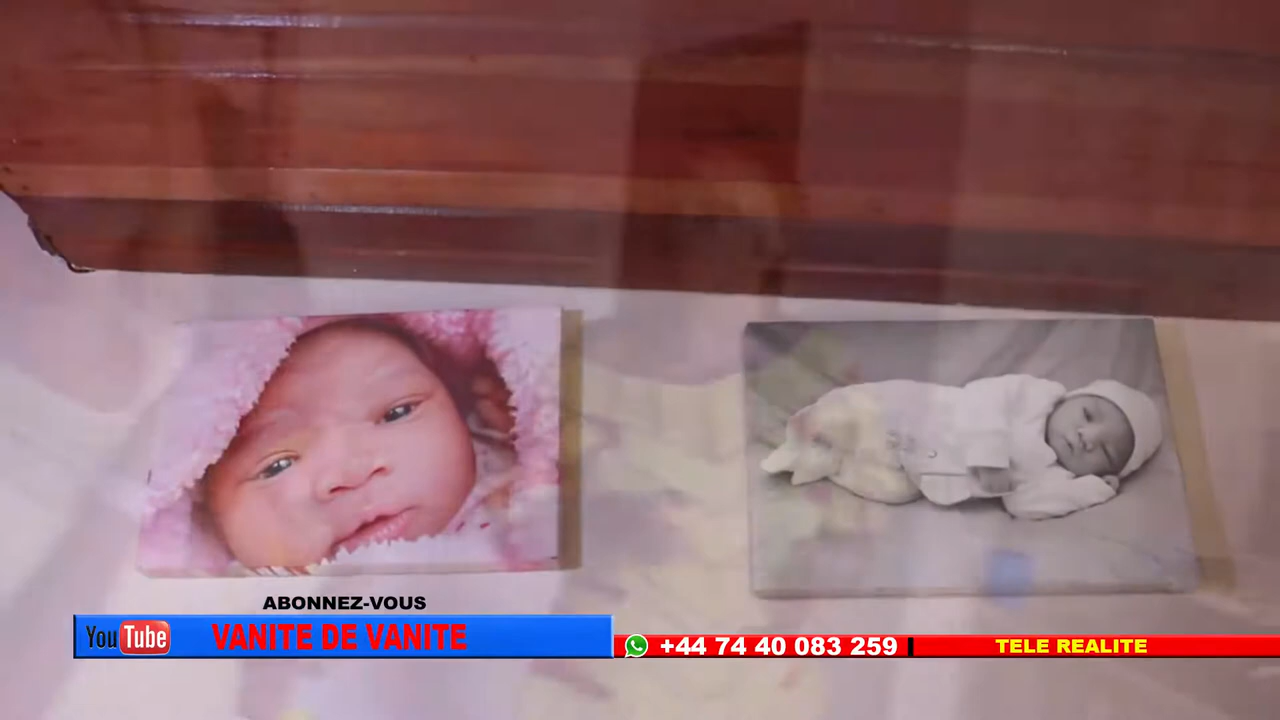 ABONNEZ-VOUS
YouTube VANITE DE VANITE
+44 74 40 083 259 TELE REALITE